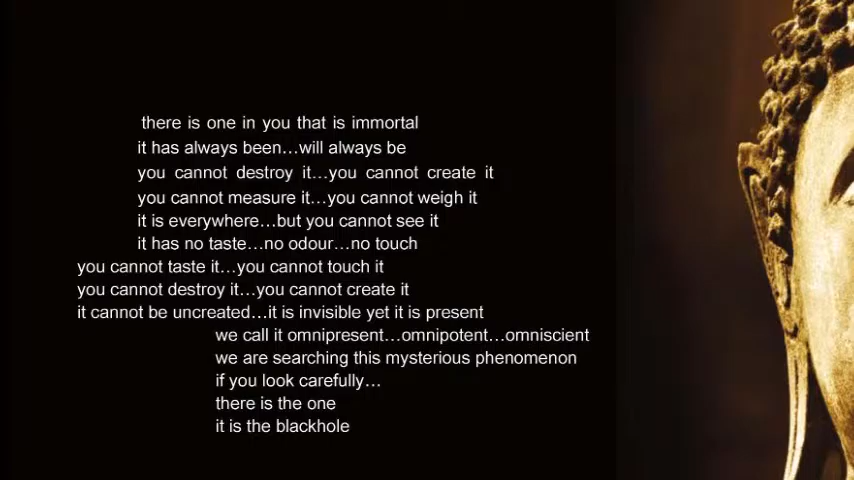 there is one in you that is immortal
it has always been...will always be
you cannot destroy it...you cannot create it
you cannot measure it...you cannot weigh it
it is everywhere...but you cannot see it
it has no taste...no odour...no touch
you cannot taste it...you cannot touch it
you cannot destroy it...you cannot create it
it cannot be uncreated...it is invisible yet it is present
we call it omnipresent...omnipotent...omniscient
we are searching this mysterious phenomenon
if you look carefully...
there is the one
it is the blackhole